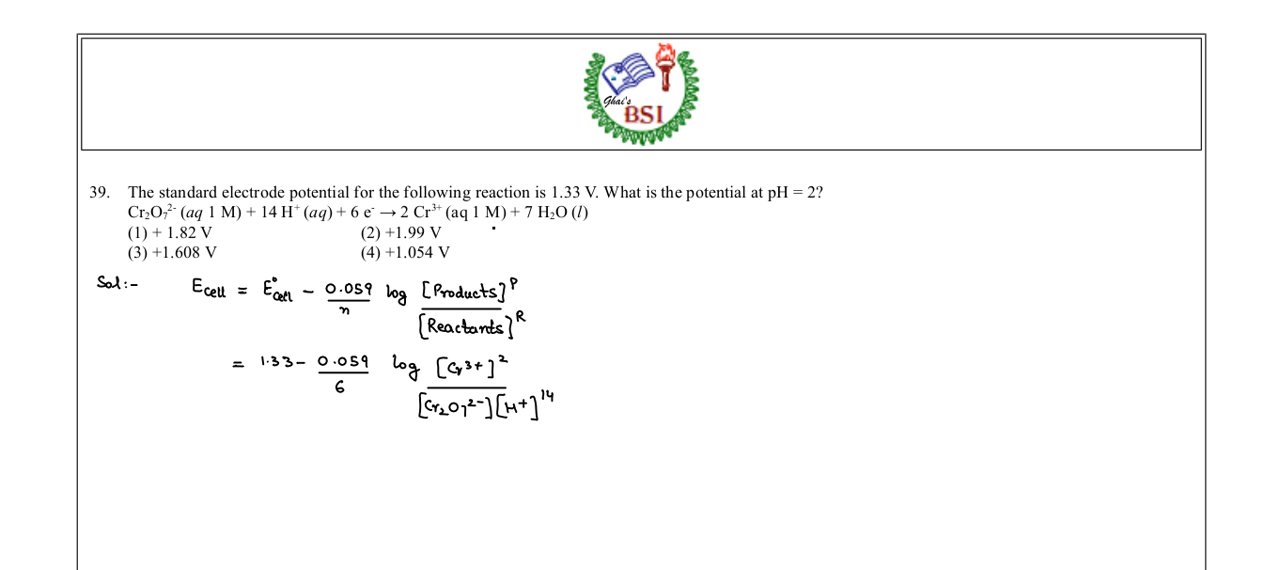 Ghai's
BSI
39. The standard electrode potential for the following reaction is 1.33 V. What is the potential at pH = 2?
Cr₂O₇²⁻ (aq 1 M) + 14 H⁺ (aq) + 6 e⁻ → 2 Cr³⁺ (aq 1 M) + 7 H₂O (l)
(1) + 1.82 V (2) +1.99 V
(3) +1.608 V (4) +1.054 V
Sol:- E cell = E° cell − 0.059/n log [Products]^P / [Reactants]^R
= 1.33 − 0.059/6 log [Cr³⁺]² / [Cr₂O₇²⁻][H⁺]¹⁴